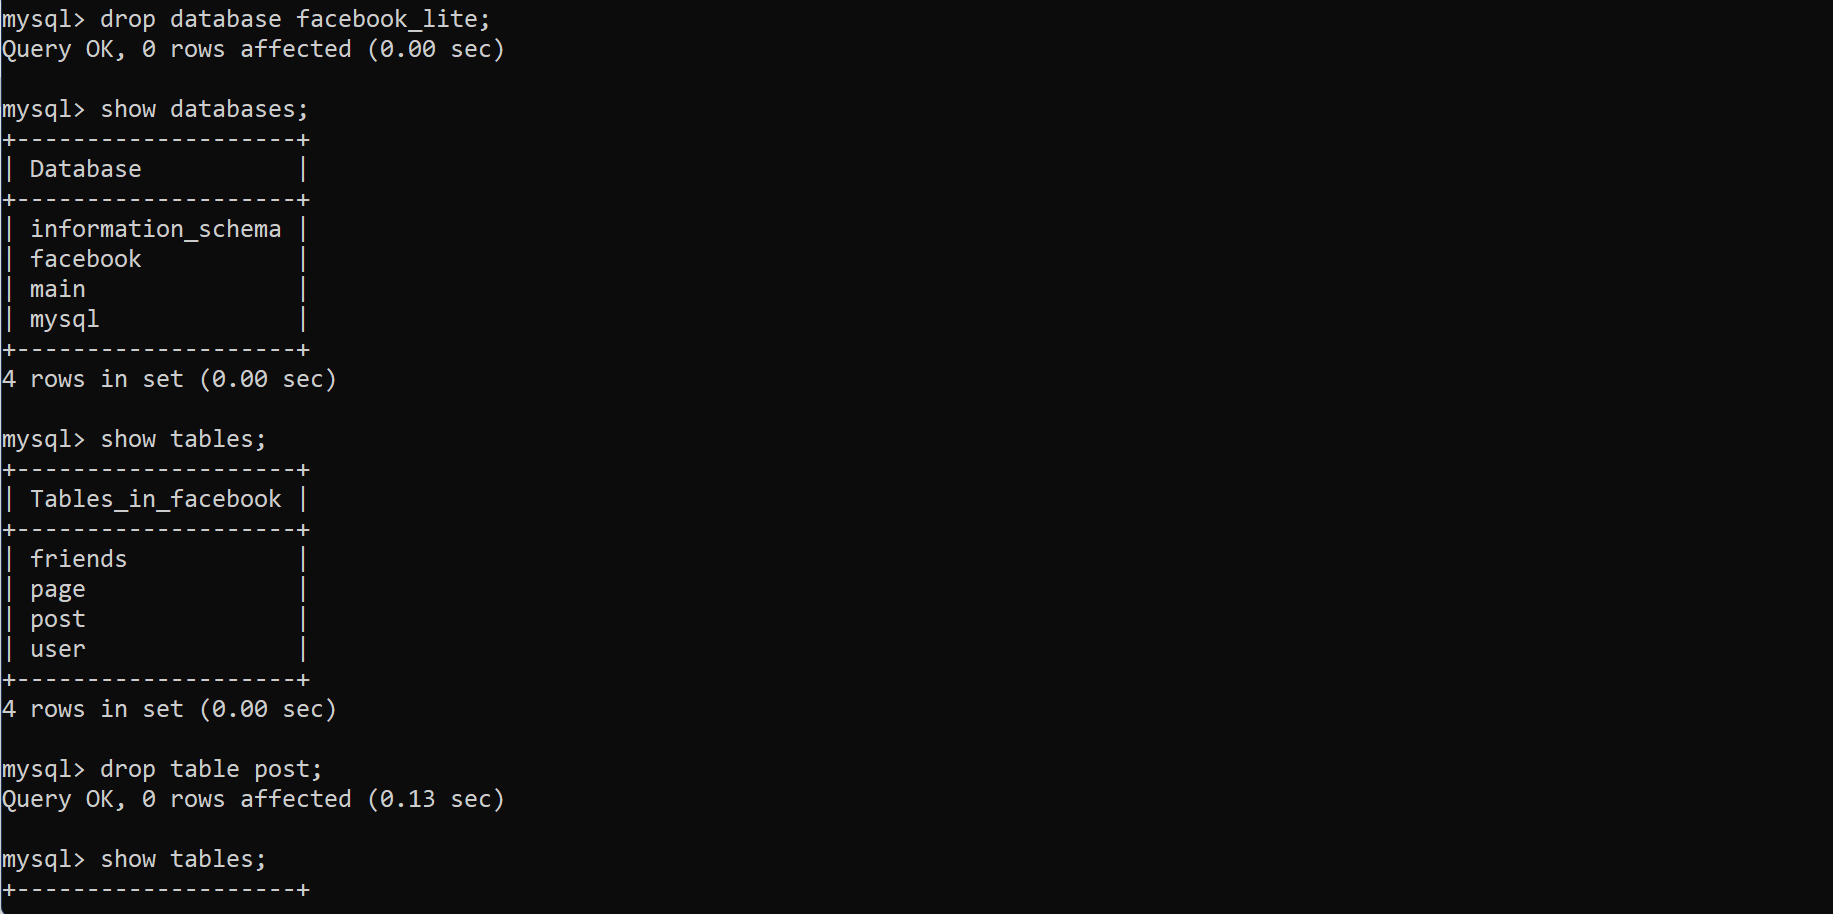 mysql> drop database facebook_lite;
Query OK, 0 rows affected (0.00 sec)
mysql> show databases;
+--------------------+
| Database           |
+--------------------+
| information_schema |
| facebook           |
| main               |
| mysql              |
+--------------------+
4 rows in set (0.00 sec)
mysql> show tables;
+--------------------+
| Tables_in_facebook |
+--------------------+
| friends            |
| page               |
| post               |
| user               |
+--------------------+
4 rows in set (0.00 sec)
mysql> drop table post;
Query OK, 0 rows affected (0.13 sec)
mysql> show tables;
+--------------------+